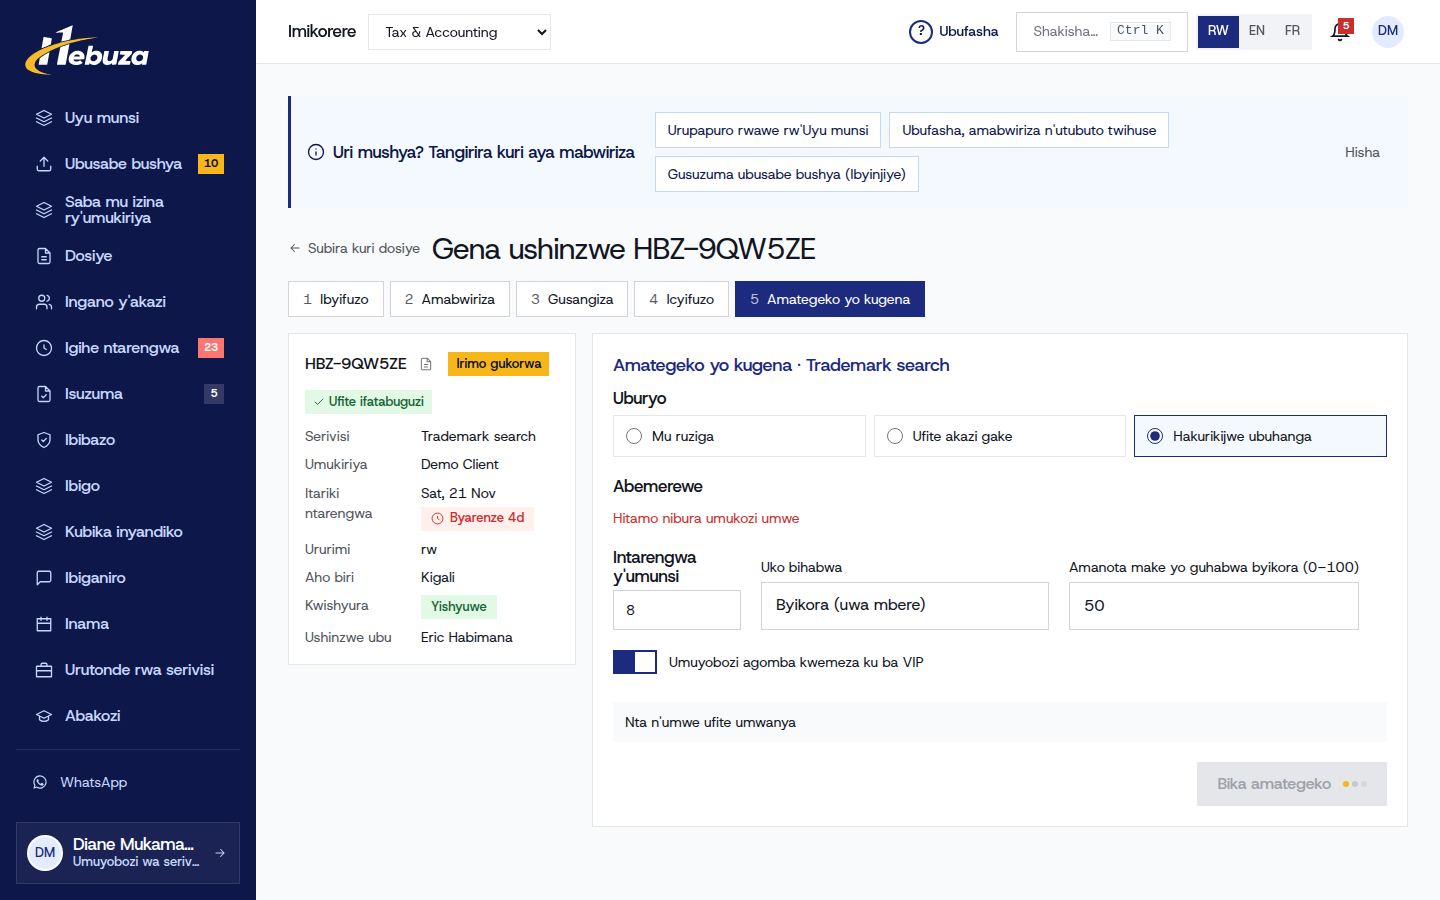 Hebuza
Imikorere
Tax & Accounting
? Ubufasha
Shakisha...
Ctrl K
RW
EN
FR
5
DM
Uyu munsi
Ubusabe bushya
10
Saba mu izina
ry'umukiriya
Dosiye
Ingano y'akazi
Igihe ntarengwa
23
Isuzuma
5
Ibibazo
Ibigo
Kubika inyandiko
Ibiganiro
Inama
Urutonde rwa serivisi
Abakozi
WhatsApp
DM
Diane Mukama...
Umuyobozi wa seriv...
Uri mushya? Tangirira kuri aya mabwiriza
Urupapuro rwawe rw'Uyu munsi
Ubufasha, amabwiriza n'utubuto twihuse
Gusuzuma ubusabe bushya (Ibyinjiye)
Hisha
← Subira kuri dosiye
Gena ushinzwe HBZ-9QW5ZE
1 Ibyifuzo
2 Amabwiriza
3 Gusangiza
4 Icyifuzo
5 Amategeko yo kugena
HBZ-9QW5ZE
Irimo gukorwa
Ufite ifatabuguzi
Serivisi
Trademark search
Umukiriya
Demo Client
Itariki
ntarengwa
Sat, 21 Nov
Byarenze 4d
Ururimi
rw
Aho biri
Kigali
Kwishyura
Yishyuwe
Ushinzwe ubu
Eric Habimana
Amategeko yo kugena · Trademark search
Uburyo
Mu ruziga
Ufite akazi gake
Hakurikijwe ubuhanga
Abemerewe
Hitamo nibura umukozi umwe
Intarengwa
y'umunsi
8
Uko bihabwa
Byikora (uwa mbere)
Amanota make yo guhabwa byikora (0–100)
50
Umuyobozi agomba kwemeza ku ba VIP
Nta n'umwe ufite umwanya
Bika amategeko